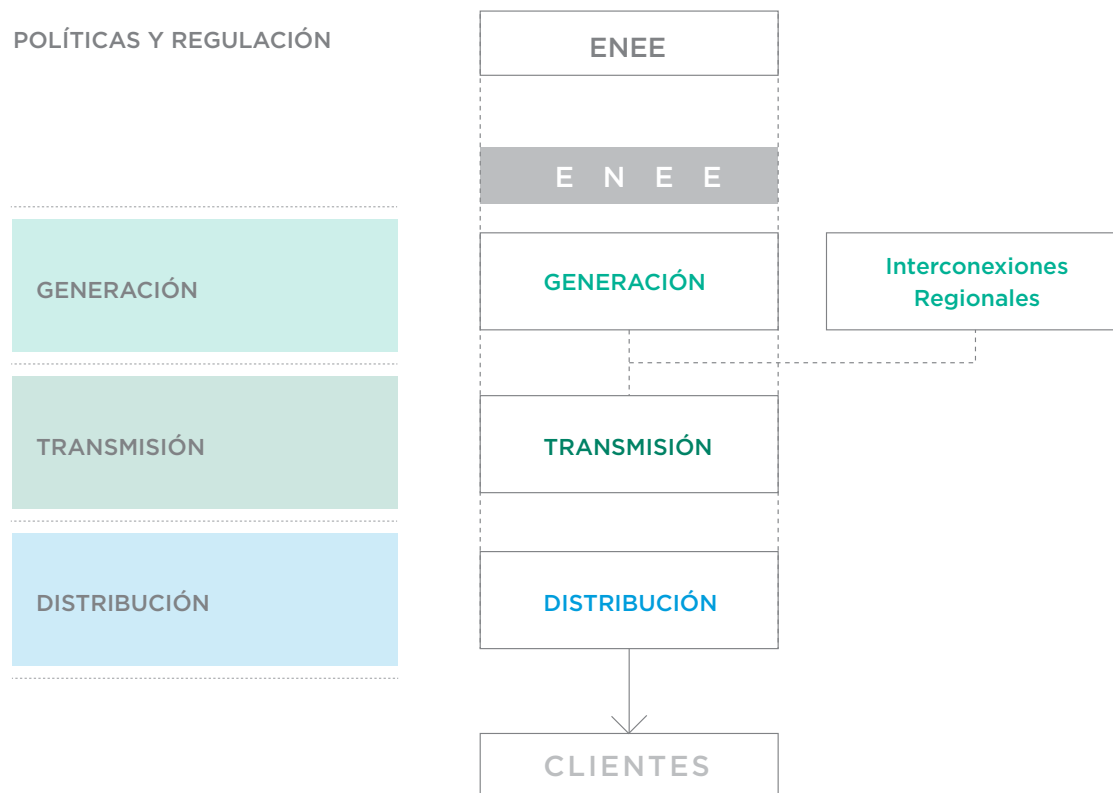 POLÍTICAS Y REGULACIÓN
ENEE
E N E E
GENERACIÓN
GENERACIÓN
Interconexiones
Regionales
TRANSMISIÓN
TRANSMISIÓN
DISTRIBUCIÓN
DISTRIBUCIÓN
CLIENTES